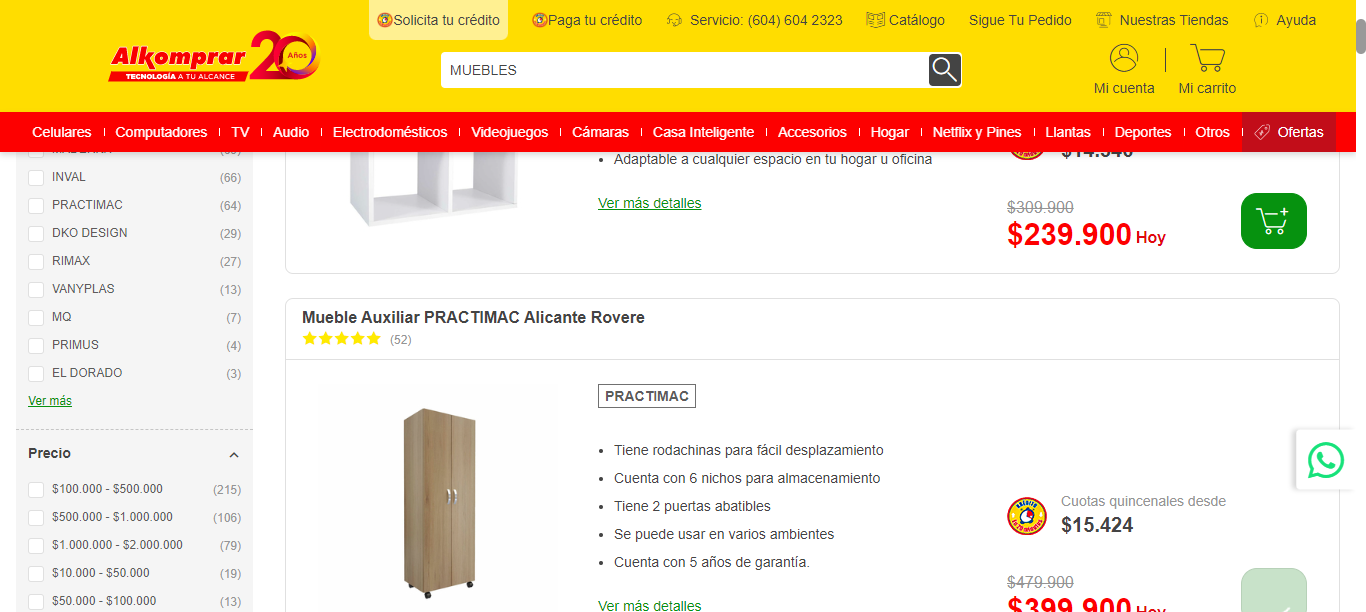 Solicita tu crédito
Paga tu crédito
Servicio: (604) 604 2323
Catálogo
Sigue Tu Pedido
Nuestras Tiendas
Ayuda
Alkomprar 20 Años
TECNOLOGÍA A TU ALCANCE
MUEBLES
Mi cuenta
Mi carrito
Celulares
Computadores
TV
Audio
Electrodomésticos
Videojuegos
Cámaras
Casa Inteligente
Accesorios
Hogar
Netflix y Pines
Llantas
Deportes
Otros
Ofertas
INVAL (66)
PRACTIMAC (64)
DKO DESIGN (29)
RIMAX (27)
VANYPLAS (13)
MQ (7)
PRIMUS (4)
EL DORADO (3)
Ver más
Precio
$100.000 - $500.000 (215)
$500.000 - $1.000.000 (106)
$1.000.000 - $2.000.000 (79)
$10.000 - $50.000 (19)
$50.000 - $100.000 (13)
• Adaptable a cualquier espacio en tu hogar u oficina
Ver más detalles
$309.900
$239.900 Hoy
Mueble Auxiliar PRACTIMAC Alicante Rovere
(52)
PRACTIMAC
• Tiene rodachinas para fácil desplazamiento
• Cuenta con 6 nichos para almacenamiento
• Tiene 2 puertas abatibles
• Se puede usar en varios ambientes
• Cuenta con 5 años de garantía.
Ver más detalles
Cuotas quincenales desde
$15.424
$479.900
$399.900 Hoy